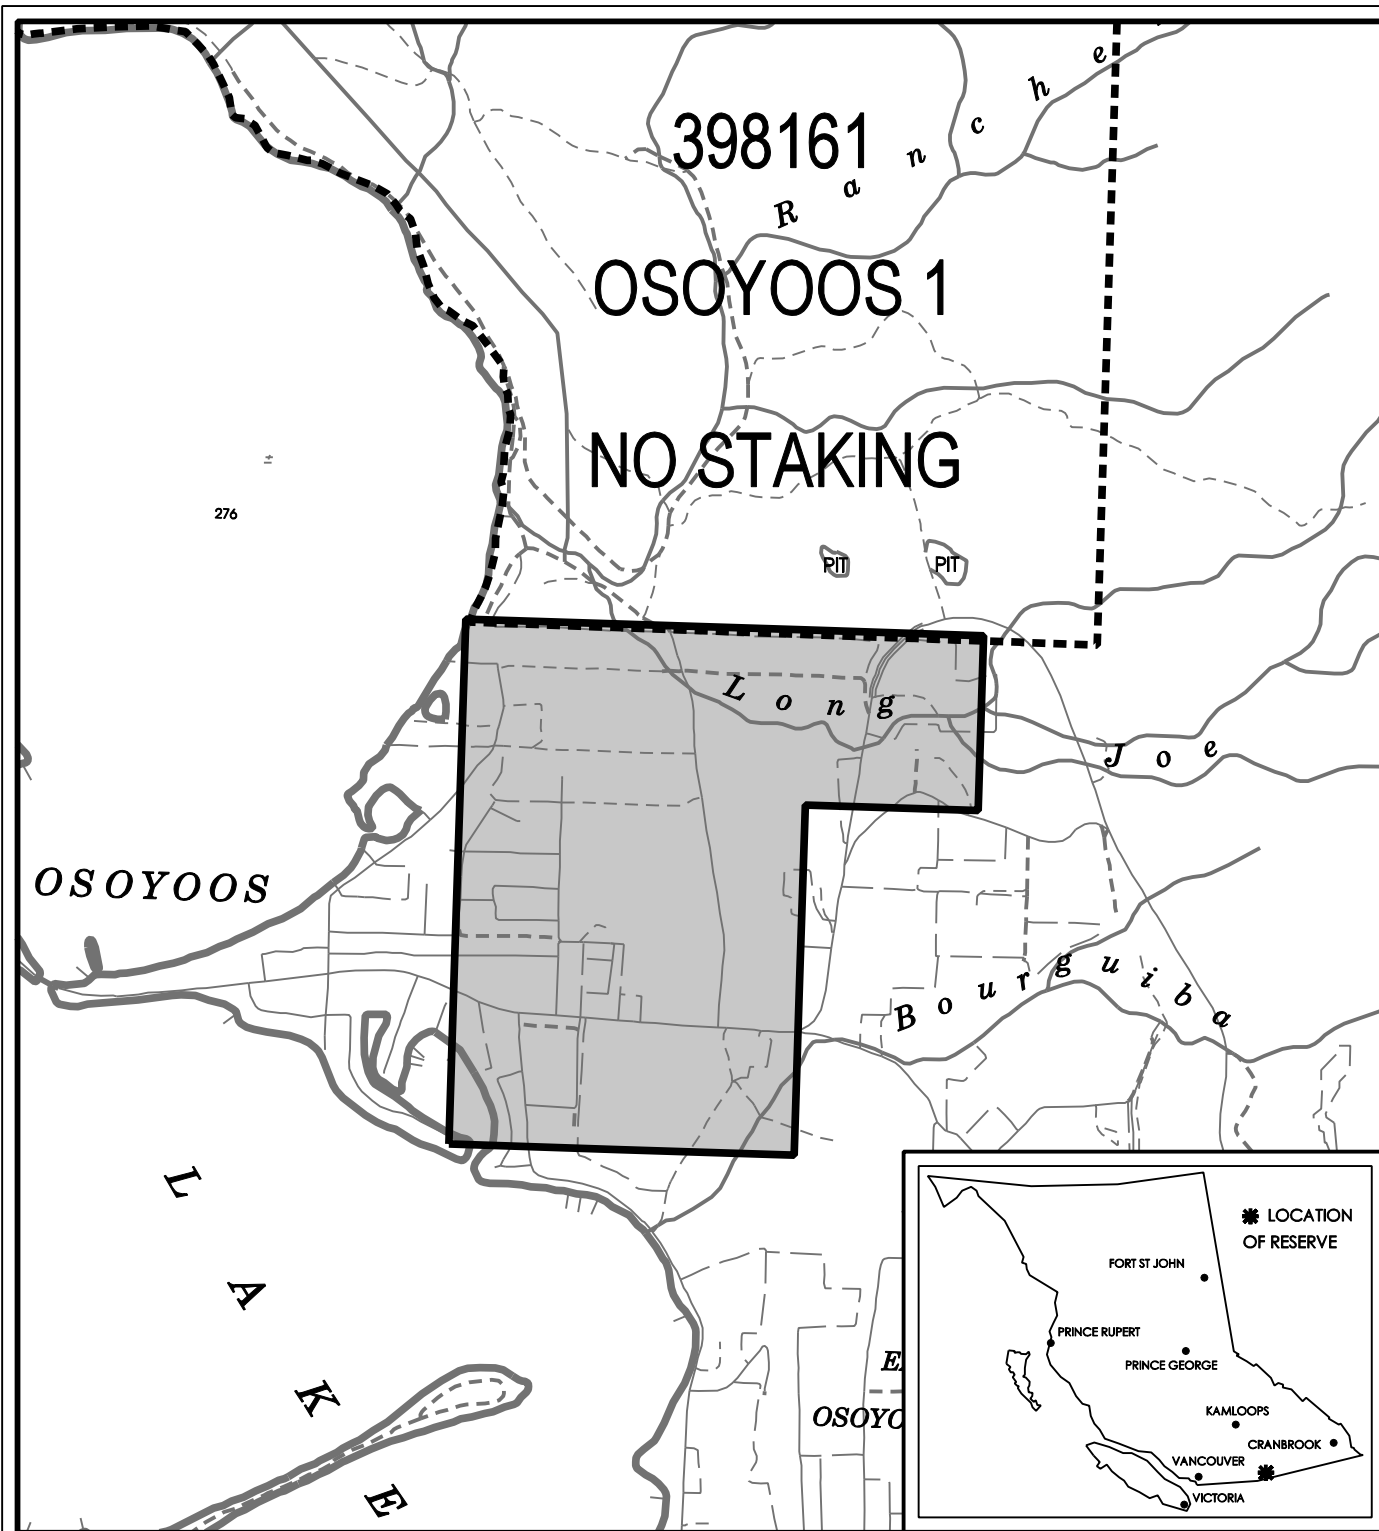 398161
Ranche
OSOYOOS 1
NO STAKING
276
PIT
PIT
Long
Joe
OSOYOOS
Bourguiba
LAKE
OSOYO
LOCATION
OF RESERVE
FORT ST JOHN
PRINCE RUPERT
PRINCE GEORGE
KAMLOOPS
CRANBROOK
VANCOUVER
VICTORIA